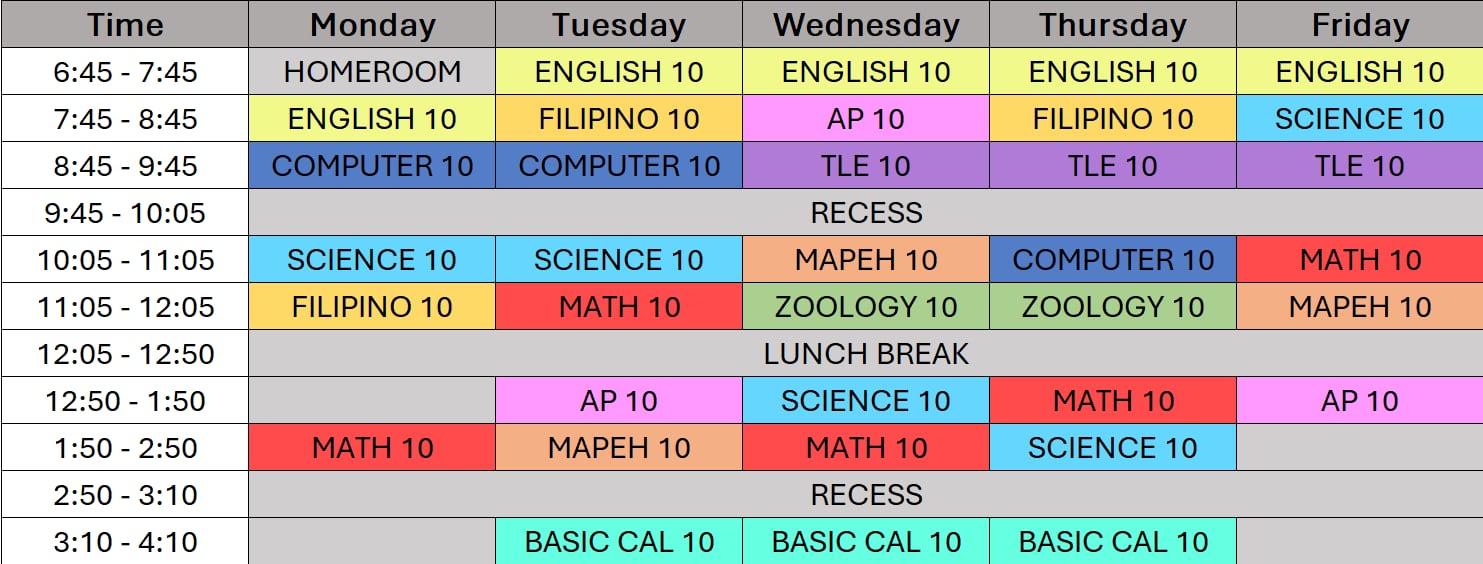 Time Monday Tuesday Wednesday Thursday Friday
6:45 - 7:45 HOMEROOM ENGLISH 10 ENGLISH 10 ENGLISH 10 ENGLISH 10
7:45 - 8:45 ENGLISH 10 FILIPINO 10 AP 10 FILIPINO 10 SCIENCE 10
8:45 - 9:45 COMPUTER 10 COMPUTER 10 TLE 10 TLE 10 TLE 10
9:45 - 10:05 RECESS
10:05 - 11:05 SCIENCE 10 SCIENCE 10 MAPEH 10 COMPUTER 10 MATH 10
11:05 - 12:05 FILIPINO 10 MATH 10 ZOOLOGY 10 ZOOLOGY 10 MAPEH 10
12:05 - 12:50 LUNCH BREAK
12:50 - 1:50 AP 10 SCIENCE 10 MATH 10 AP 10
1:50 - 2:50 MATH 10 MAPEH 10 MATH 10 SCIENCE 10
2:50 - 3:10 RECESS
3:10 - 4:10 BASIC CAL 10 BASIC CAL 10 BASIC CAL 10